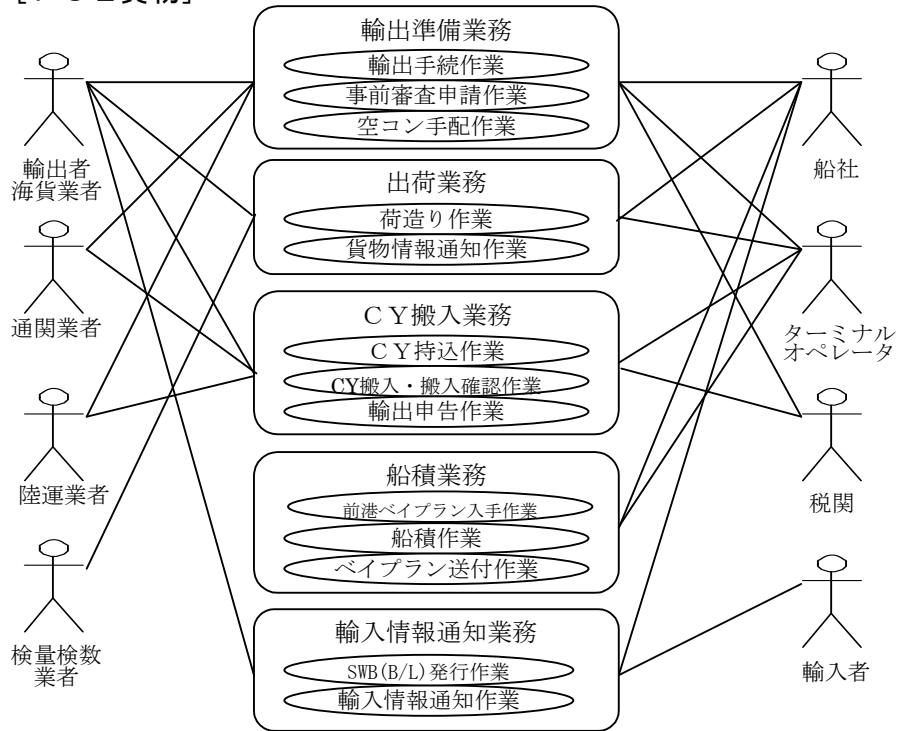 輸出準備業務
輸出手続作業
事前審査申請作業
空コン手配作業
輸出者
海貨業者
船社
出荷業務
荷造り作業
貨物情報通知作業
通関業者
ターミナル
オペレータ
ＣＹ搬入業務
ＣＹ持込作業
CY搬入・搬入確認作業
輸出申告作業
陸運業者
税関
船積業務
前港ベイプラン入手作業
船積作業
ベイプラン送付作業
検量検数
業者
輸入者
輸入情報通知業務
SWB(B/L)発行作業
輸入情報通知作業